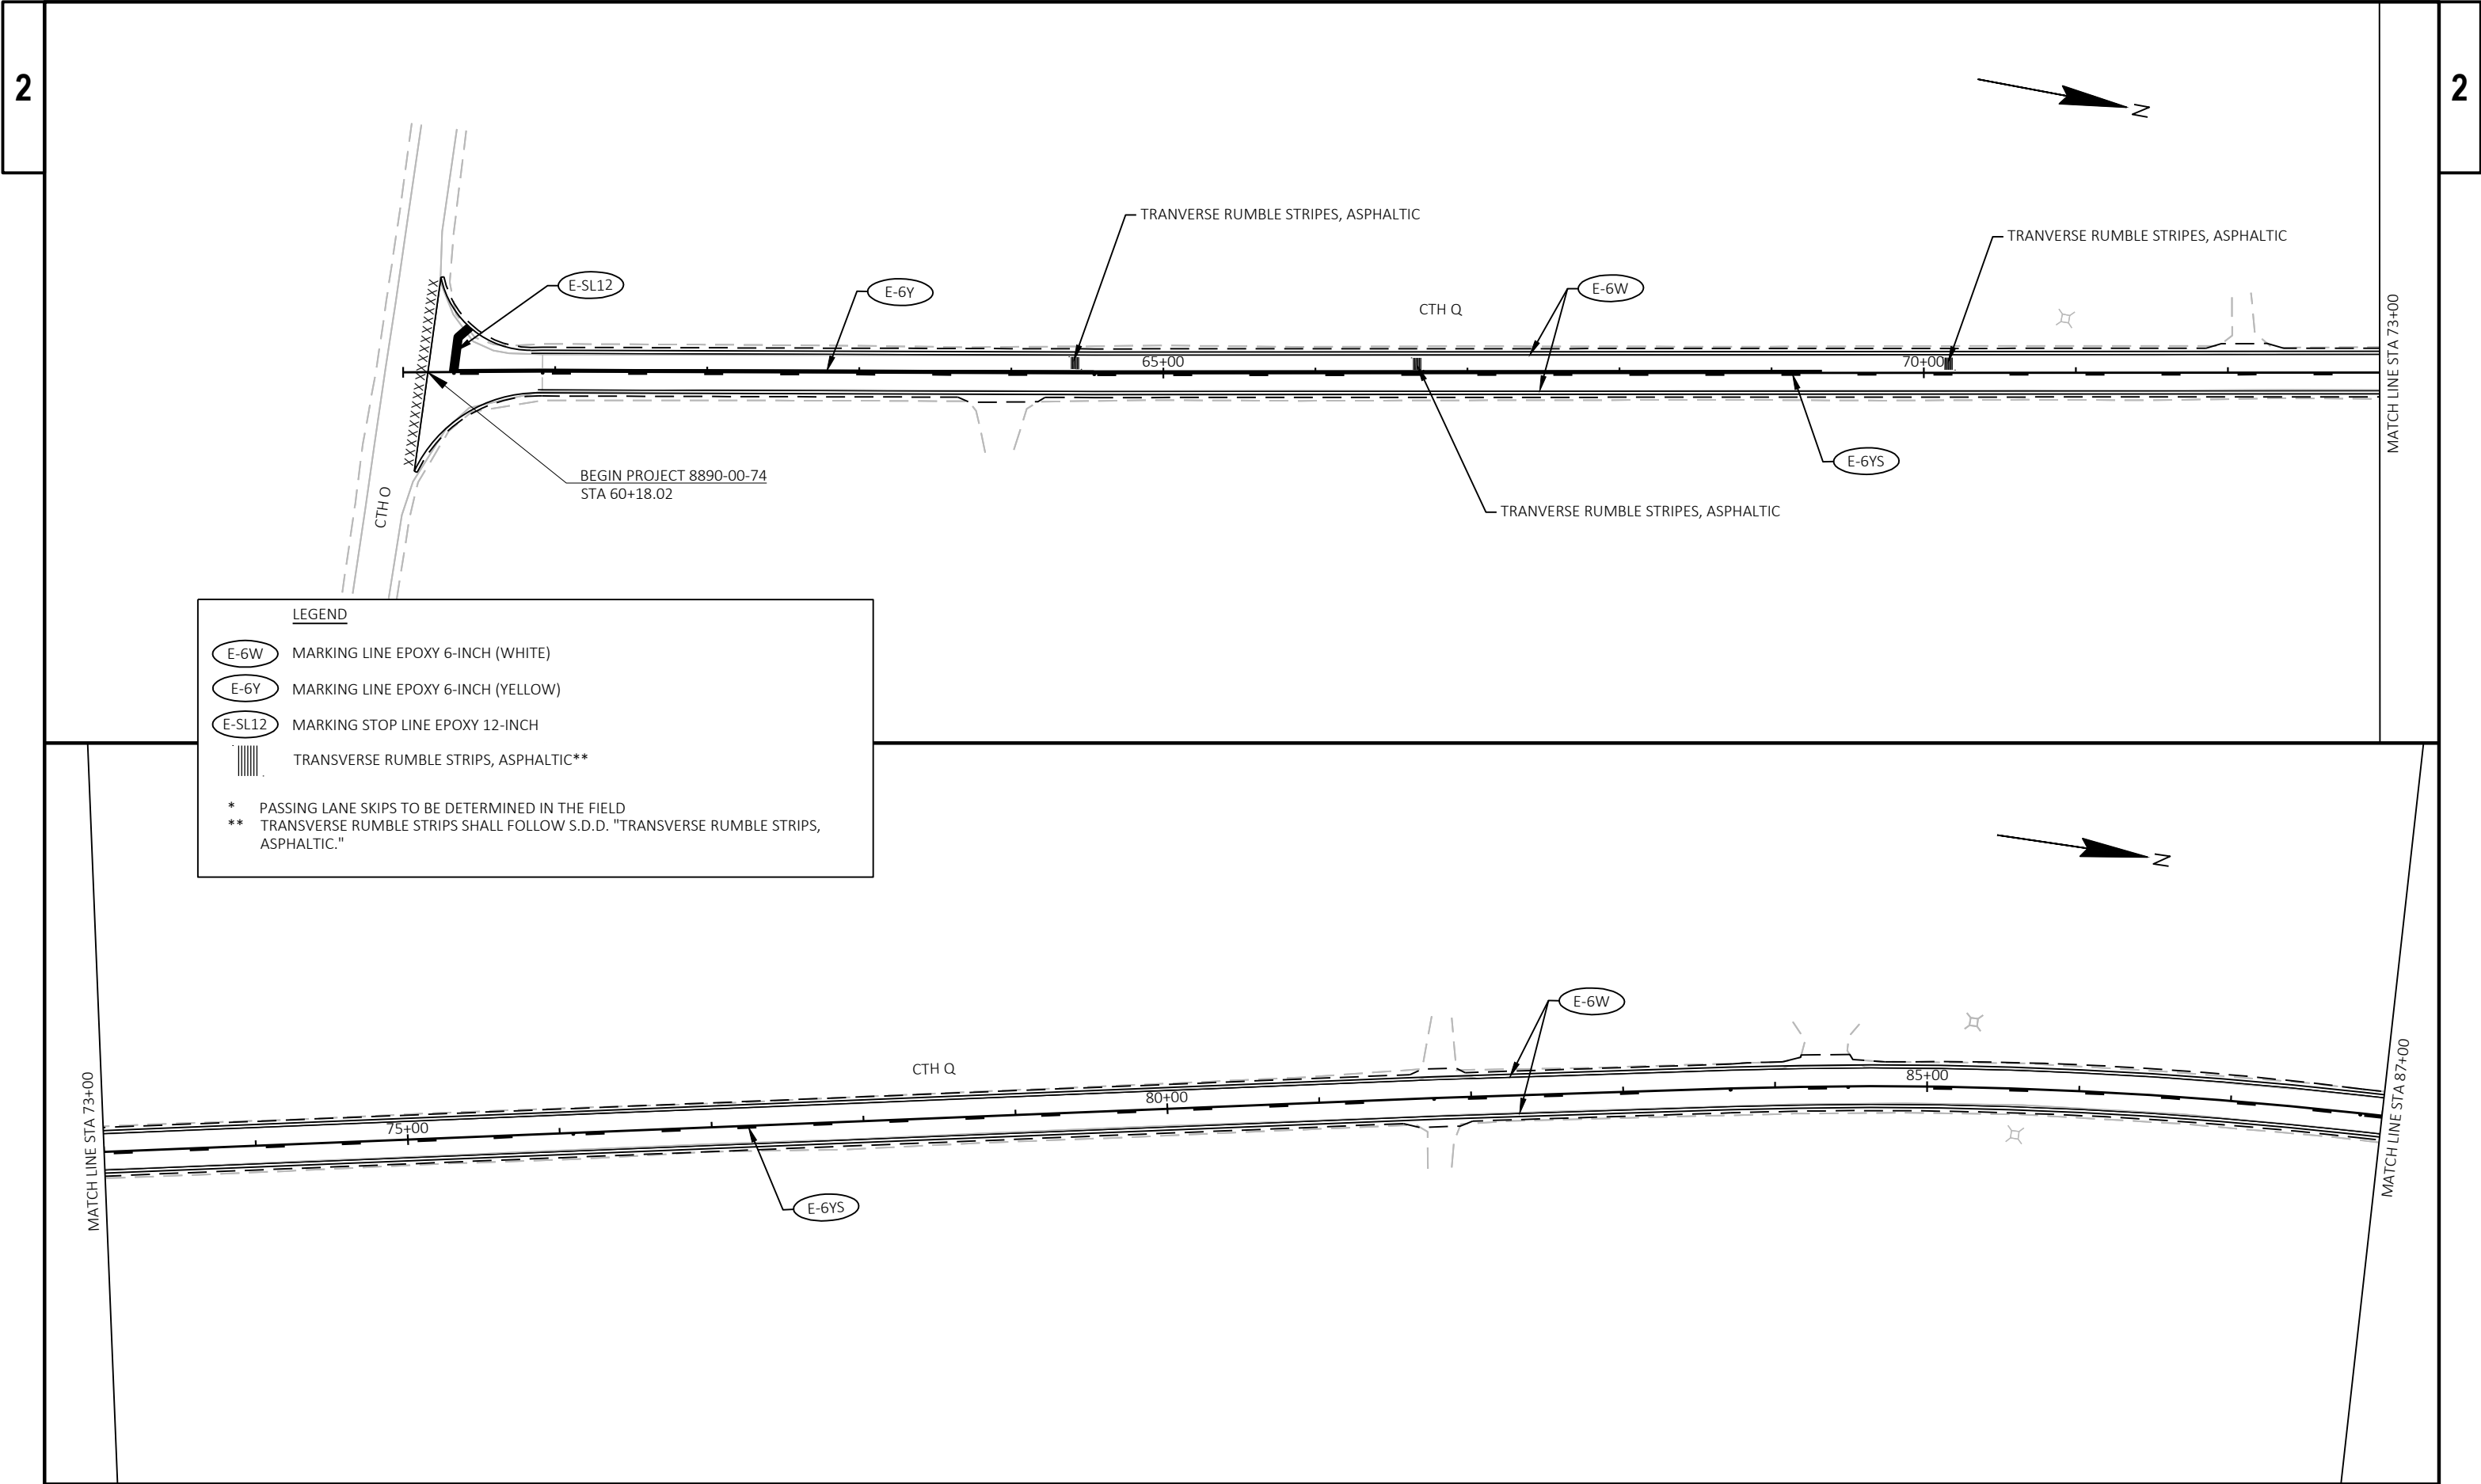 2
2
N
TRANVERSE RUMBLE STRIPES, ASPHALTIC
TRANVERSE RUMBLE STRIPES, ASPHALTIC
E-SL12
E-6Y
E-6W
CTH Q
XXXXXXXXXXXXXXXXXXXXXX
65+00
70+00
MATCH LINE STA 73+00
E-6YS
BEGIN PROJECT 8890-00-74
STA 60+18.02
CTH O
TRANVERSE RUMBLE STRIPES, ASPHALTIC
LEGEND
E-6W MARKING LINE EPOXY 6-INCH (WHITE)
E-6Y MARKING LINE EPOXY 6-INCH (YELLOW)
E-SL12 MARKING STOP LINE EPOXY 12-INCH
TRANSVERSE RUMBLE STRIPS, ASPHALTIC**
* PASSING LANE SKIPS TO BE DETERMINED IN THE FIELD
** TRANSVERSE RUMBLE STRIPS SHALL FOLLOW S.D.D. "TRANSVERSE RUMBLE STRIPS,
ASPHALTIC."
N
E-6W
CTH Q
85+00
80+00
75+00
MATCH LINE STA 73+00
MATCH LINE STA 87+00
E-6YS